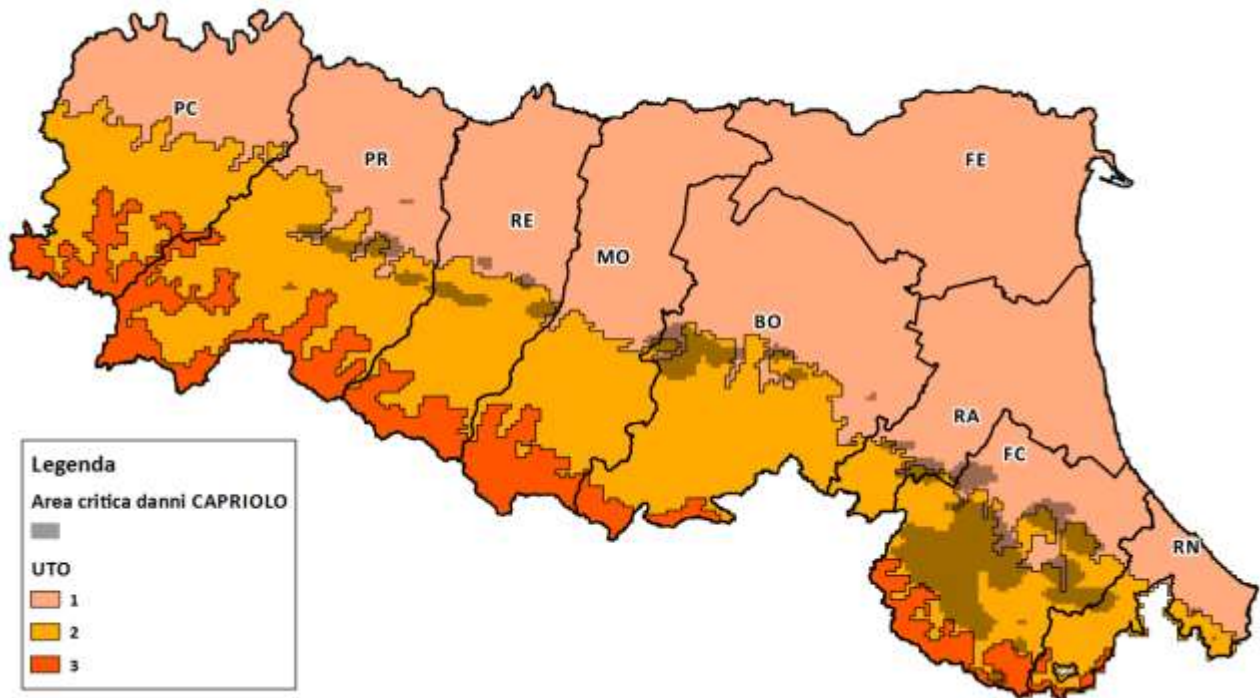 PC
PR
FE
RE
MO
BO
RA
FC
RN
Legenda
Area critica danni CAPRIOLO
UTO
1
2
3